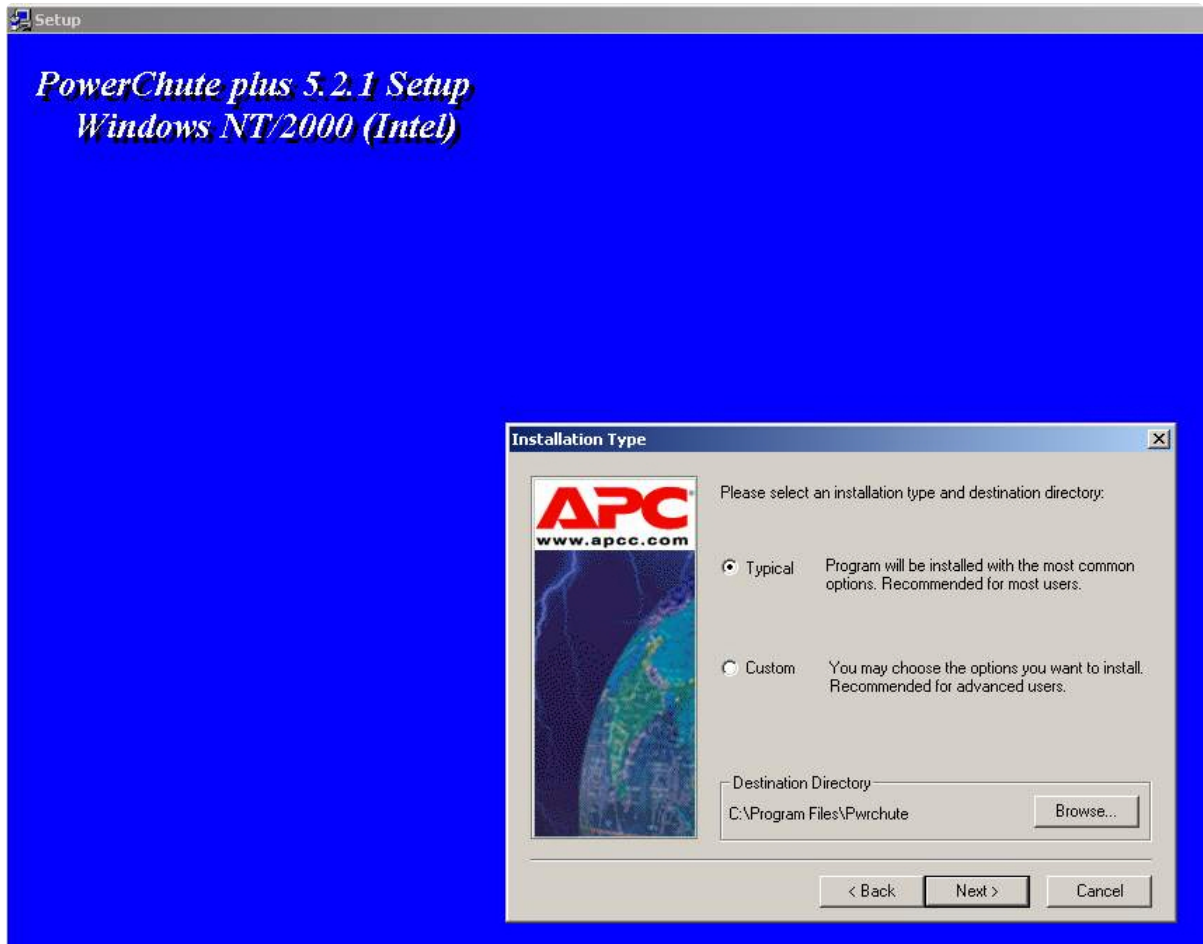 Setup
PowerChute plus 5.2.1 Setup
Windows NT/2000 (Intel)
Installation Type
APC
www.apcc.com
Please select an installation type and destination directory:
Typical
Program will be installed with the most common
options. Recommended for most users.
Custom
You may choose the options you want to install.
Recommended for advanced users.
Destination Directory
C:\Program Files\Pwrchute
Browse...
< Back
Next >
Cancel